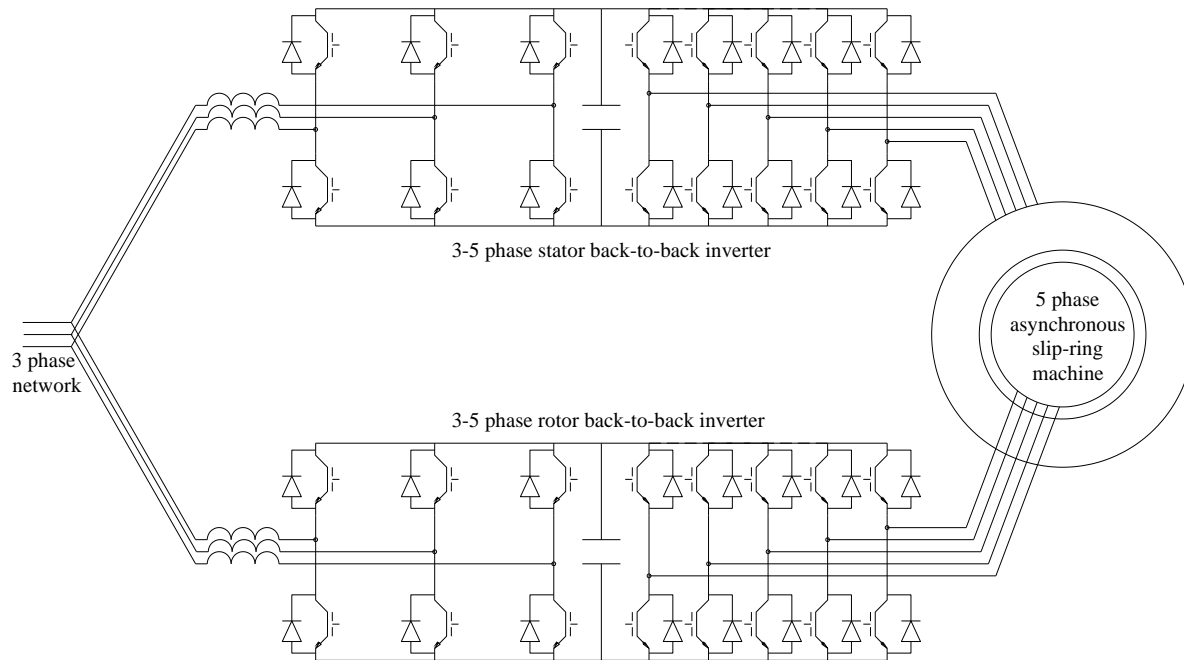 3-5 phase stator back-to-back inverter
5 phase
asynchronous
slip-ring
machine
3 phase
network
3-5 phase rotor back-to-back inverter